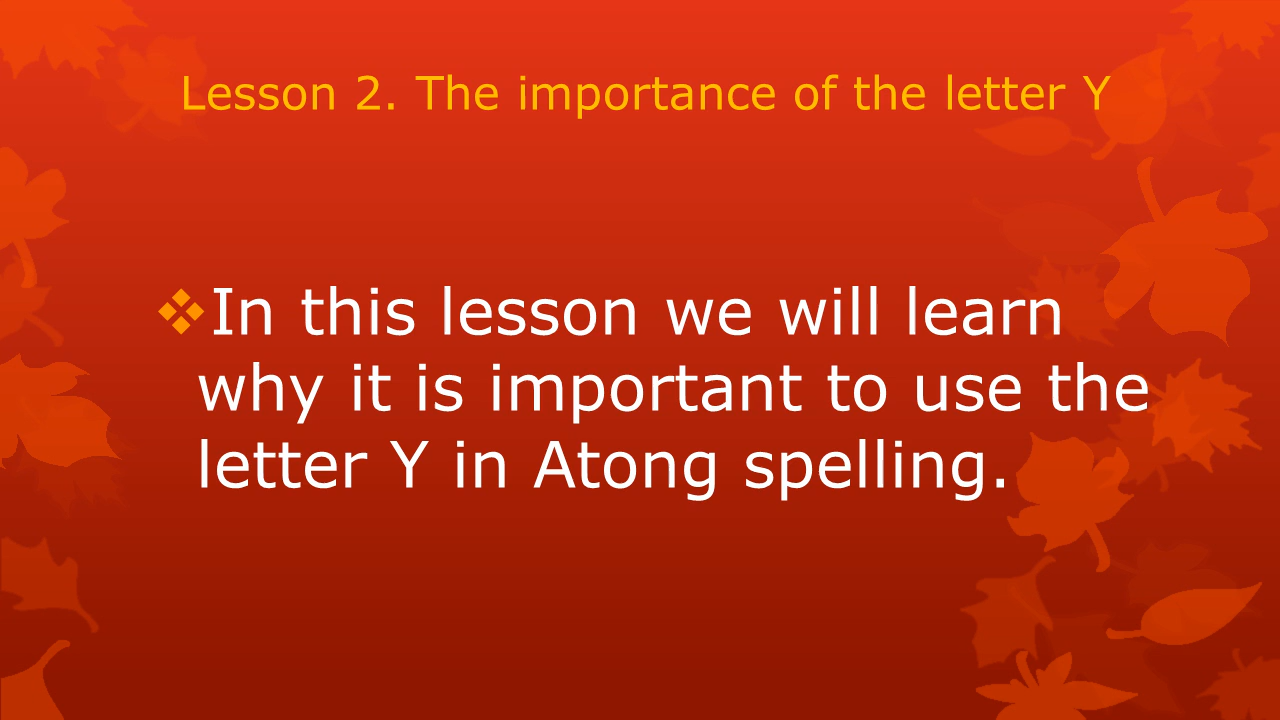 Lesson 2. The importance of the letter Y
❖In this lesson we will learn
why it is important to use the
letter Y in Atong spelling.